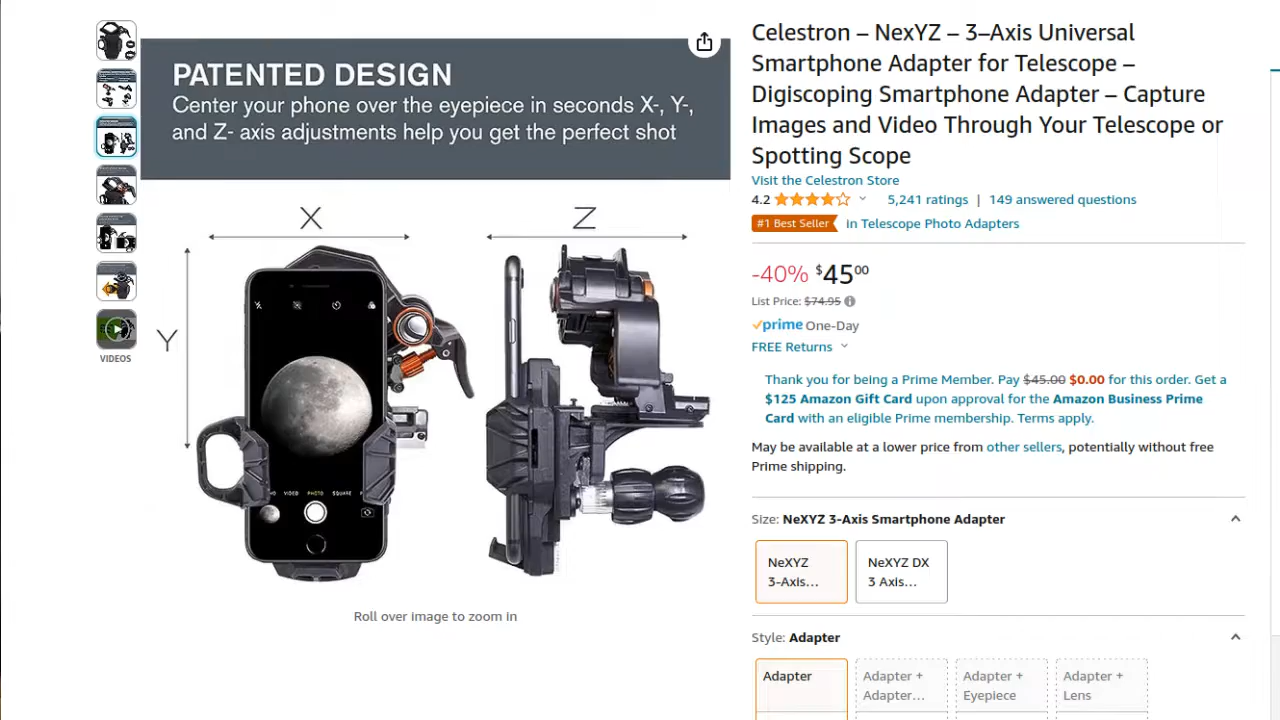 PATENTED DESIGN
Center your phone over the eyepiece in seconds X-, Y-,
and Z- axis adjustments help you get the perfect shot
X
Z
Y
VIDEO
PHOTO
SQUARE
VIDEOS
Roll over image to zoom in
Celestron – NexYZ – 3–Axis Universal
Smartphone Adapter for Telescope –
Digiscoping Smartphone Adapter – Capture
Images and Video Through Your Telescope or
Spotting Scope
Visit the Celestron Store
4.2
5,241 ratings | 149 answered questions
#1 Best Seller in Telescope Photo Adapters
-40% $4500
List Price: $74.95
prime One-Day
FREE Returns
Thank you for being a Prime Member. Pay $45.00 $0.00 for this order. Get a
$125 Amazon Gift Card upon approval for the Amazon Business Prime
Card with an eligible Prime membership. Terms apply.
May be available at a lower price from other sellers, potentially without free
Prime shipping.
Size: NeXYZ 3-Axis Smartphone Adapter
NeXYZ
3-Axis...
NeXYZ DX
3 Axis...
Style: Adapter
Adapter
Adapter +
Adapter...
Adapter +
Eyepiece
Adapter +
Lens